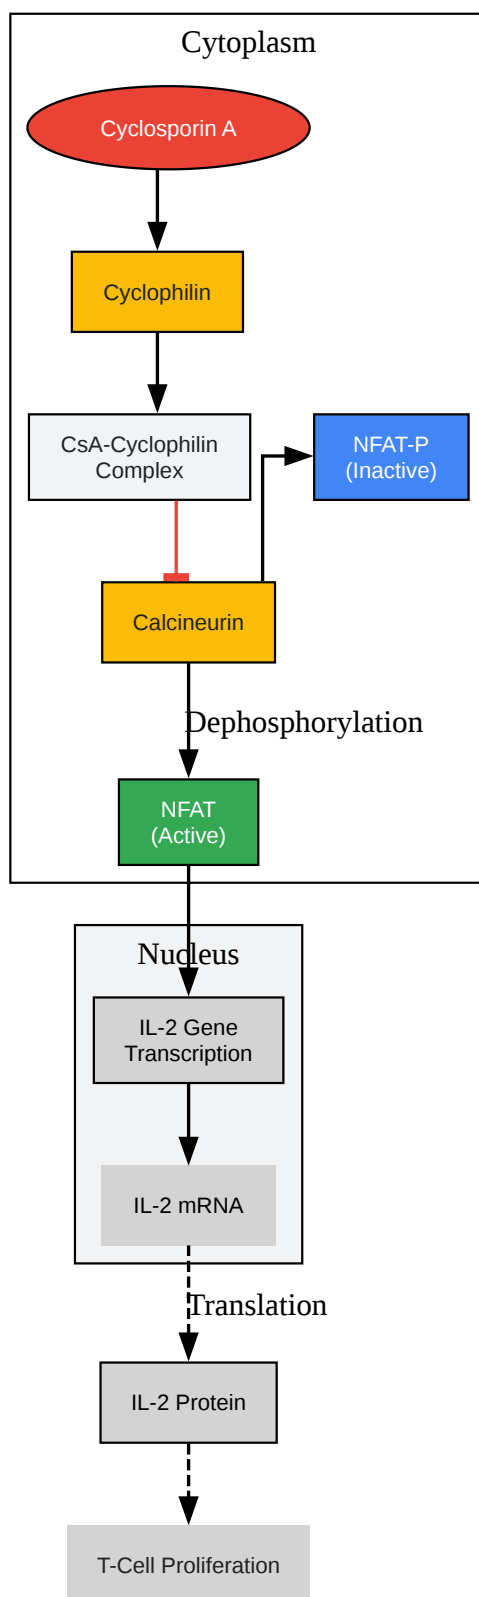 Cytoplasm
Cyclosporin A
Cyclophilin
CsA-Cyclophilin
Complex
NFAT-P
(Inactive)
Calcineurin
Dephosphorylation
NFAT
(Active)
Nucleus
IL-2 Gene
Transcription
IL-2 mRNA
Translation
IL-2 Protein
T-Cell Proliferation